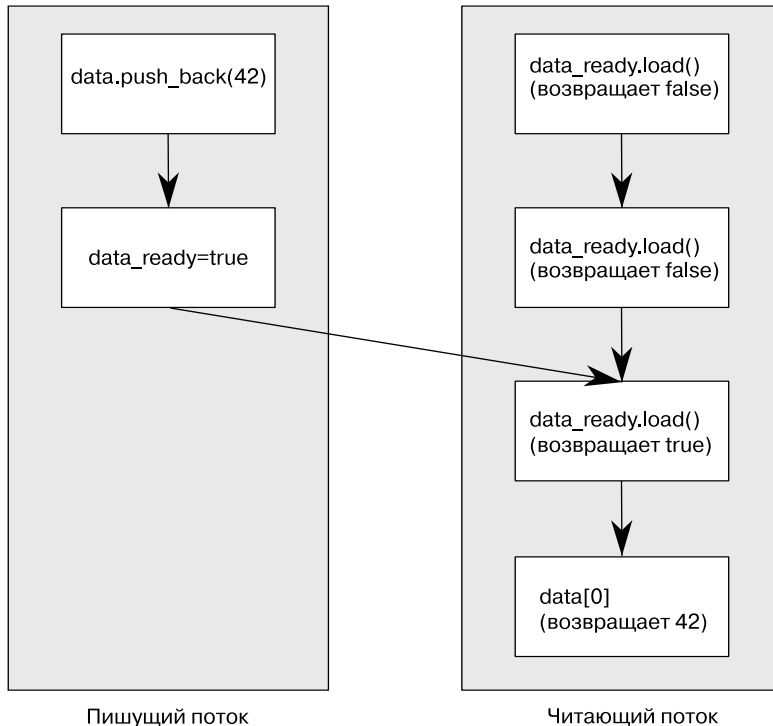 data.push_back(42)
data_ready=true
Пишущий поток
data_ready.load()
(возвращает false)
data_ready.load()
(возвращает false)
data_ready.load()
(возвращает true)
data[0]
(возвращает 42)
Читающий поток